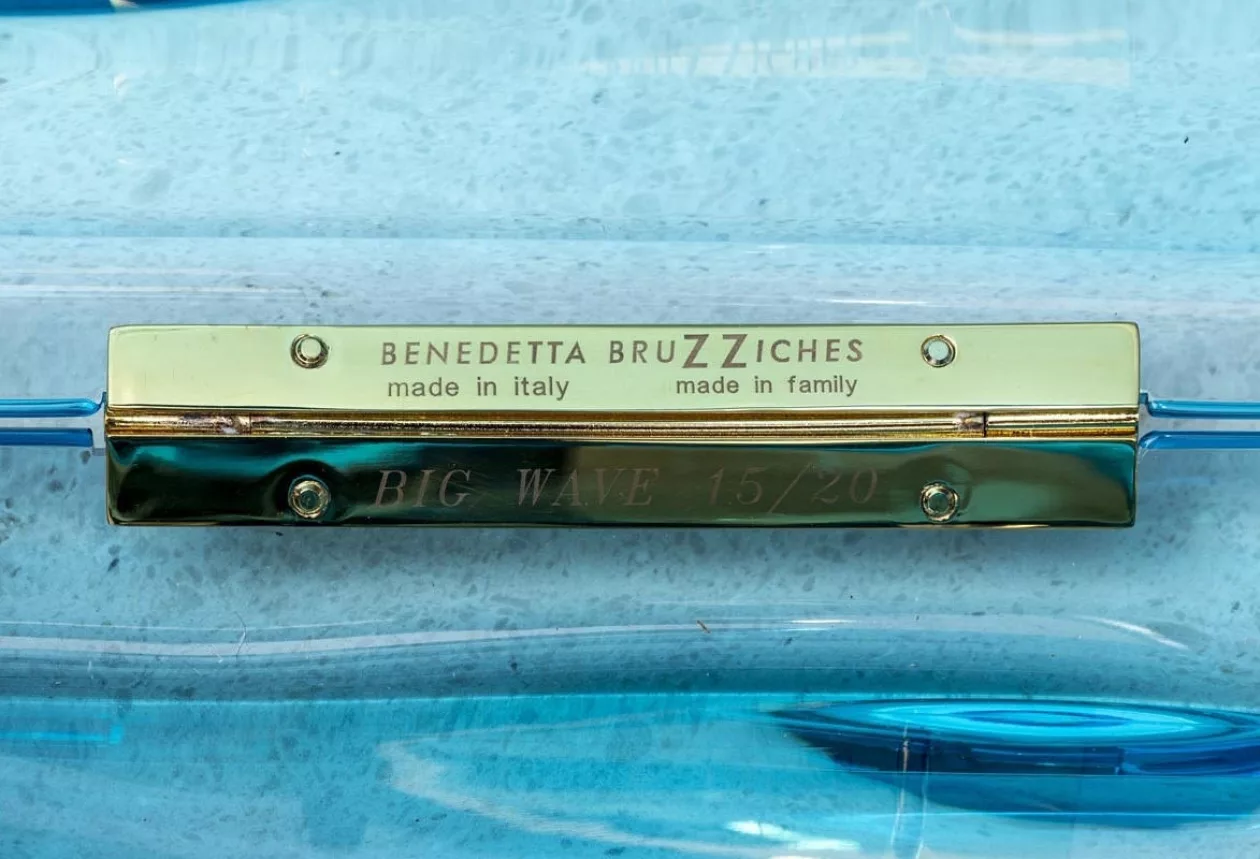 BENEDETTA BRUZZICHES
made in italy made in family
BIG WAVE 15/20